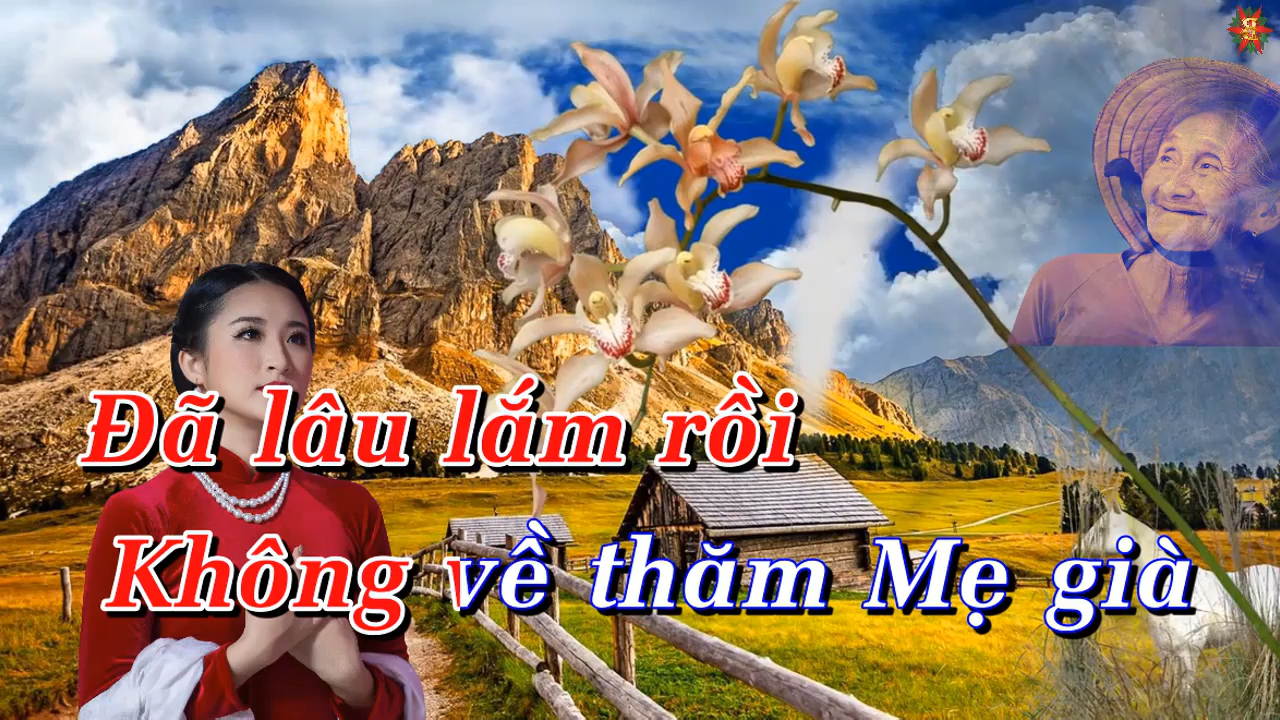 Đã lâu lắm rồi
Không về thăm Mẹ già